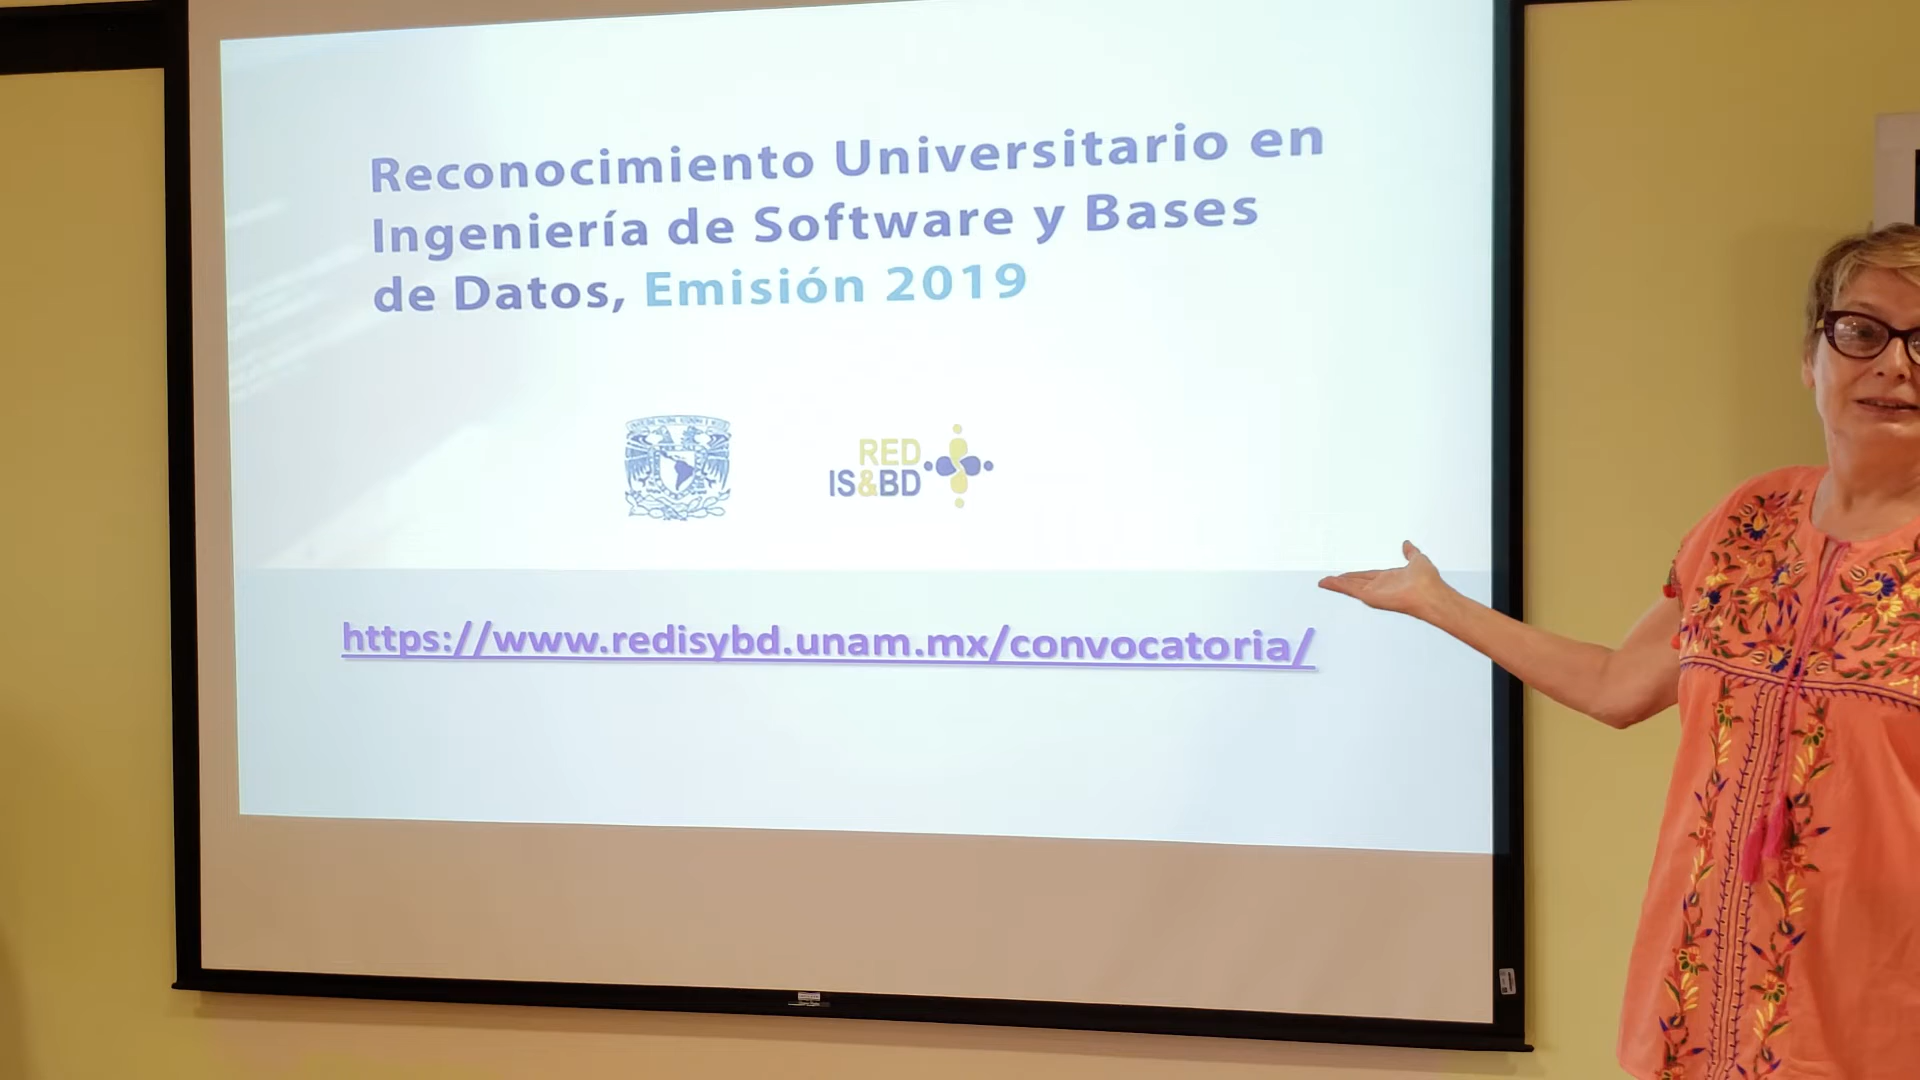 Reconocimiento Universitario en
Ingeniería de Software y Bases
de Datos, Emisión 2019
RED
IS&BD
https://www.redisybd.unam.mx/convocatoria/